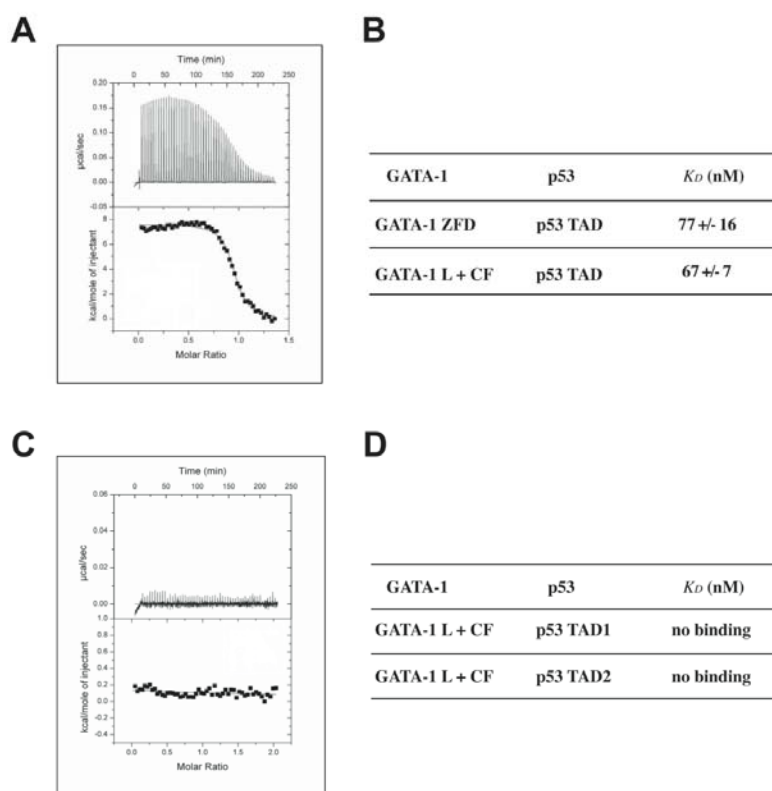 A
Time (min)
0 50 100 150 200 250
0.20
0.15
0.10
0.05
0.00
-0.05
µcal/sec
8
6
4
2
0
kcal/mole of injectant
0.0 0.5 1.0 1.5
Molar Ratio
B
GATA-1 p53 KD (nM)
GATA-1 ZFD p53 TAD 77 +/- 16
GATA-1 L + CF p53 TAD 67 +/- 7
C
Time (min)
0 50 100 150 200 250
0.06
0.04
0.02
0.00
µcal/sec
1.0
0.8
0.6
0.4
0.2
0.0
-0.2
-0.4
kcal/mole of injectant
0.0 0.5 1.0 1.5 2.0
Molar Ratio
D
GATA-1 p53 KD (nM)
GATA-1 L + CF p53 TAD1 no binding
GATA-1 L + CF p53 TAD2 no binding